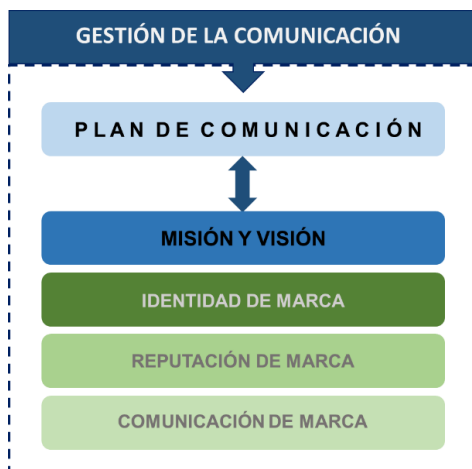 GESTIÓN DE LA COMUNICACIÓN
PLAN DE COMUNICACIÓN
MISIÓN Y VISIÓN
IDENTIDAD DE MARCA
REPUTACIÓN DE MARCA
COMUNICACIÓN DE MARCA